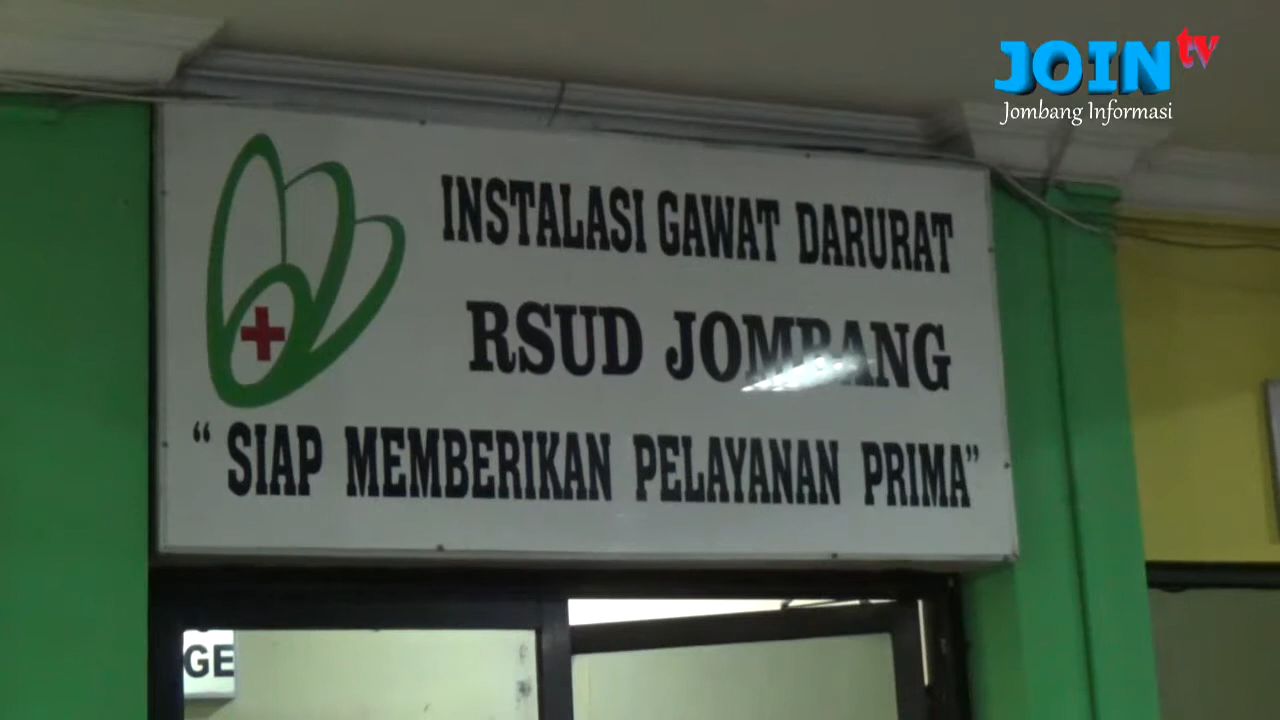 JOIN tv
Jombang Informasi
INSTALASI GAWAT DARURAT
RSUD JOMBANG
“ SIAP MEMBERIKAN PELAYANAN PRIMA”
GE